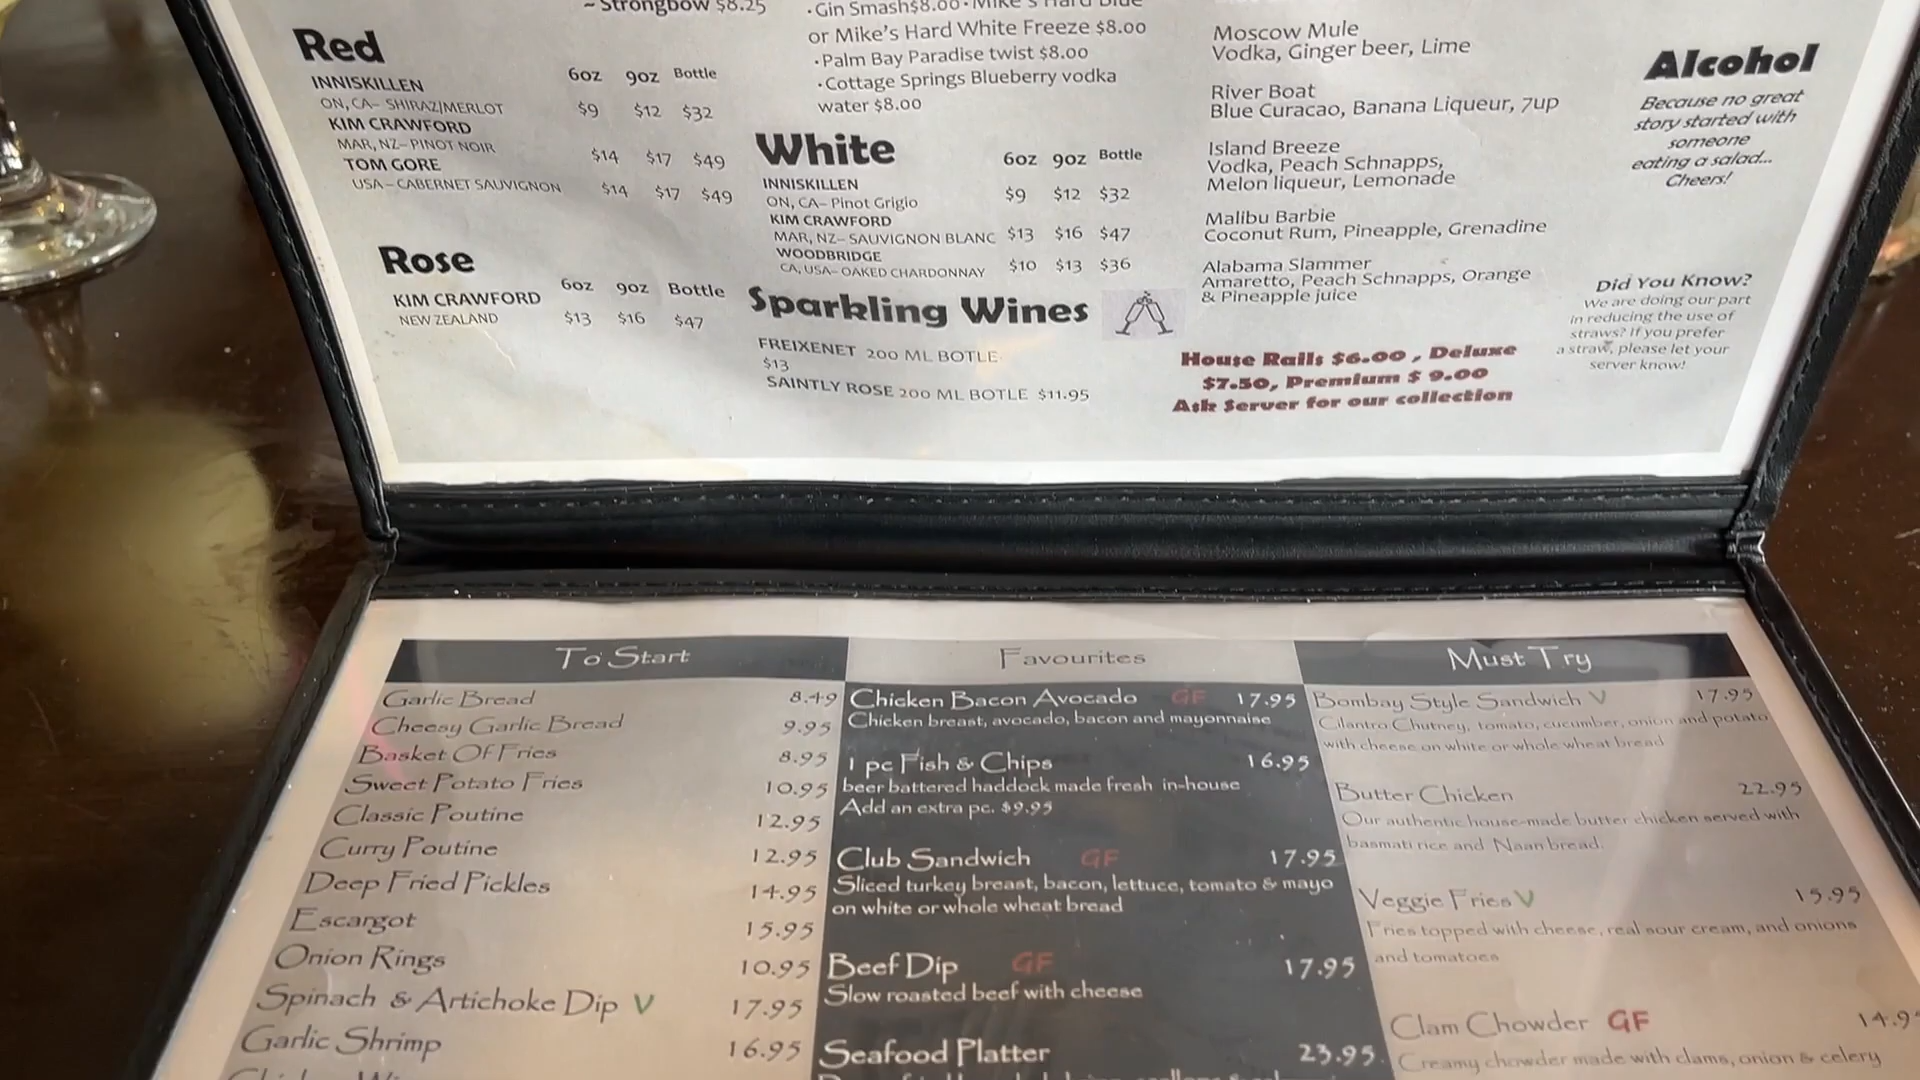 ~ Strongbow $8.25
Red
6oz 9oz Bottle
INNISKILLEN
ON, CA– SHIRAZ/MERLOT $9 $12 $32
KIM CRAWFORD
MAR, NZ– PINOT NOIR $14 $17 $49
TOM GORE
USA – CABERNET SAUVIGNON $14 $17 $49
Rose
6oz 9oz Bottle
KIM CRAWFORD
NEW ZEALAND $13 $16 $47
· Gin Smash$8.00 · Mike's Hard Blue
or Mike's Hard White Freeze $8.00
· Palm Bay Paradise twist $8.00
· Cottage Springs Blueberry vodka
water $8.00
White
6oz 9oz Bottle
INNISKILLEN
ON, CA– Pinot Grigio $9 $12 $32
KIM CRAWFORD
MAR, NZ– SAUVIGNON BLANC $13 $16 $47
WOODBRIDGE
CA, USA– OAKED CHARDONNAY $10 $13 $36
Sparkling Wines
FREIXENET 200 ML BOTLE
$13
SAINTLY ROSE 200 ML BOTLE $11.95
Moscow Mule
Vodka, Ginger beer, Lime
River Boat
Blue Curacao, Banana Liqueur, 7up
Island Breeze
Vodka, Peach Schnapps,
Melon liqueur, Lemonade
Malibu Barbie
Coconut Rum, Pineapple, Grenadine
Alabama Slammer
Amaretto, Peach Schnapps, Orange
& Pineapple juice
House Rails $6.00 , Deluxe
$7.50, Premium $ 9.00
Ask Server for our collection
Alcohol
Because no great
story started with
someone
eating a salad...
Cheers!
Did You Know?
We are doing our part
in reducing the use of
straws? If you prefer
a straw, please let your
server know!
To Start
Garlic Bread 8.49
Cheesy Garlic Bread 9.95
Basket Of Fries 8.95
Sweet Potato Fries 10.95
Classic Poutine 12.95
Curry Poutine 12.95
Deep Fried Pickles 14.95
Escargot 15.95
Onion Rings 10.95
Spinach & Artichoke Dip V 17.95
Garlic Shrimp 16.95
Favourites
Chicken Bacon Avocado GF 17.95
Chicken breast, avocado, bacon and mayonnaise
1 pc Fish & Chips 16.95
beer battered haddock made fresh in-house
Add an extra pc. $9.95
Club Sandwich GF 17.95
Sliced turkey breast, bacon, lettuce, tomato & mayo
on white or whole wheat bread
Beef Dip GF 17.95
Slow roasted beef with cheese
Seafood Platter 23.95
Must Try
Bombay Style Sandwich V 17.95
Cilantro Chutney, tomato, cucumber, onion and potato
with cheese on white or whole wheat bread
Butter Chicken 22.95
Our authentic house-made butter chicken served with
basmati rice and Naan bread.
Veggie Fries V 15.95
Fries topped with cheese, real sour cream, and onions
and tomatoes
Clam Chowder GF 14.9
Creamy chowder made with clams, onion & celery